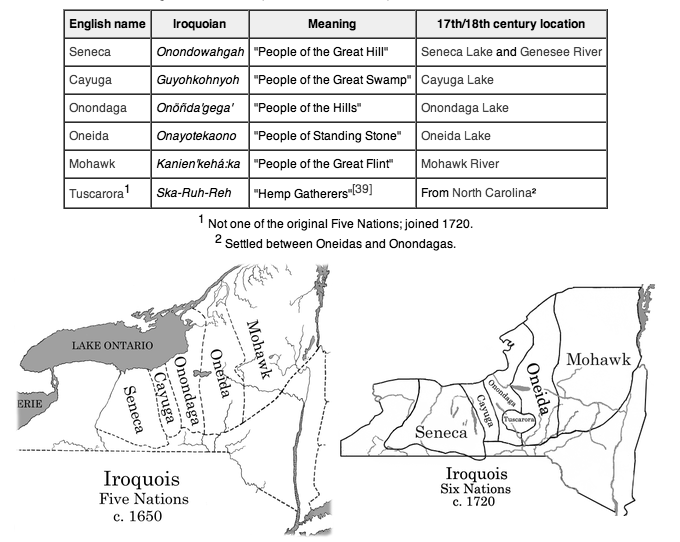 English name Iroquoian Meaning 17th/18th century location
Seneca Onondowahgah "People of the Great Hill" Seneca Lake and Genesee River
Cayuga Guyohkohnyoh "People of the Great Swamp" Cayuga Lake
Onondaga Onöñda'gega' "People of the Hills" Onondaga Lake
Oneida Onayotekaono "People of Standing Stone" Oneida Lake
Mohawk Kanien'kehá:ka "People of the Great Flint" Mohawk River
Tuscarora1 Ska-Ruh-Reh "Hemp Gatherers"[39] From North Carolina²
1 Not one of the original Five Nations; joined 1720.
2 Settled between Oneidas and Onondagas.
LAKE ONTARIO
ERIE
Seneca
Cayuga
Onondaga
Oneida
Mohawk
Iroquois
Five Nations
c. 1650
Seneca
Cayuga
Onondaga
Tuscarora
Oneida
Mohawk
Iroquois
Six Nations
c. 1720